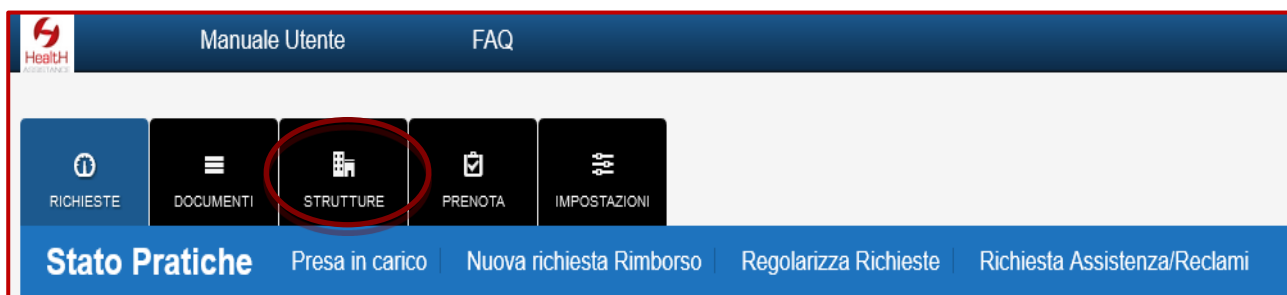 HealtH
ASSISTANCE
Manuale Utente FAQ
RICHIESTE DOCUMENTI STRUTTURE PRENOTA IMPOSTAZIONI
Stato Pratiche Presa in carico Nuova richiesta Rimborso Regolarizza Richieste Richiesta Assistenza/Reclami